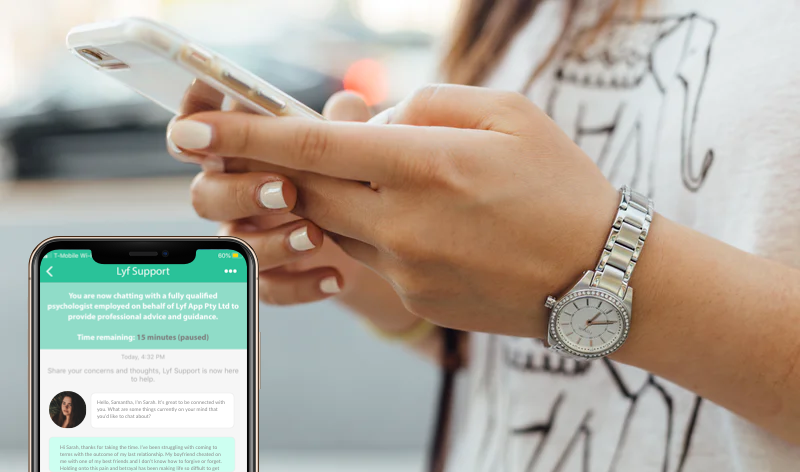 T-Mobile Wi-
60%
Lyf Support
You are now chatting with a fully qualified
psychologist employed on behalf of Lyf App Pty Ltd to
provide professional advice and guidance.
Time remaining: 15 minutes (paused)
Today, 4:32 PM
Share your concerns and thoughts, Lyf Support is now here
to help.
Hello, Samantha. I'm Sarah. It's great to be connected with
you. What are some things currently on your mind that
you'd like to chat about?
Hi Sarah, thanks for taking the time. I've been struggling with coming to
terms with the outcome of my last relationship. My boyfriend cheated on
me with one of my best friends and I don't know how to forgive or forget.
Holding onto this pain and betrayal has been making life so difficult to get